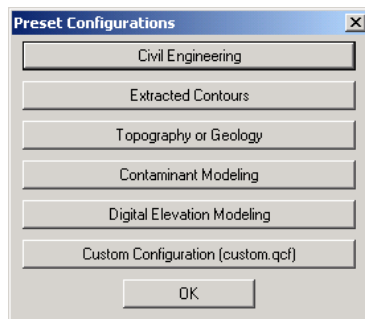 Preset Configurations
Civil Engineering
Extracted Contours
Topography or Geology
Contaminant Modeling
Digital Elevation Modeling
Custom Configuration (custom.qcf)
OK